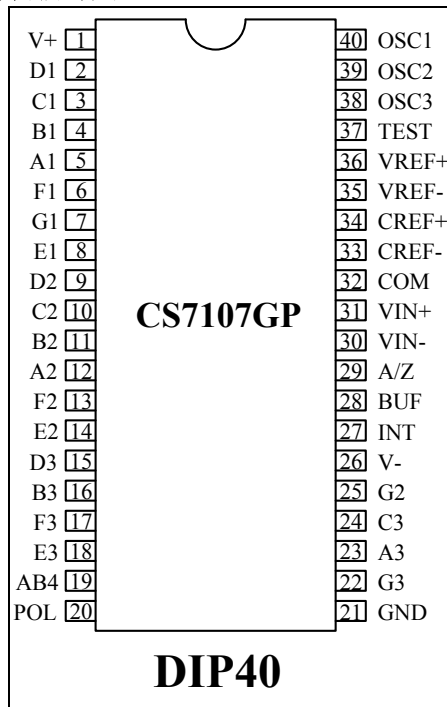 V+ 1 40 OSC1
D1 2 39 OSC2
C1 3 38 OSC3
B1 4 37 TEST
A1 5 36 VREF+
F1 6 35 VREF-
G1 7 34 CREF+
E1 8 33 CREF-
D2 9 32 COM
C2 10 CS7107GP 31 VIN+
B2 11 30 VIN-
A2 12 29 A/Z
F2 13 28 BUF
E2 14 27 INT
D3 15 26 V-
B3 16 25 G2
F3 17 24 C3
E3 18 23 A3
AB4 19 22 G3
POL 20 21 GND
DIP40